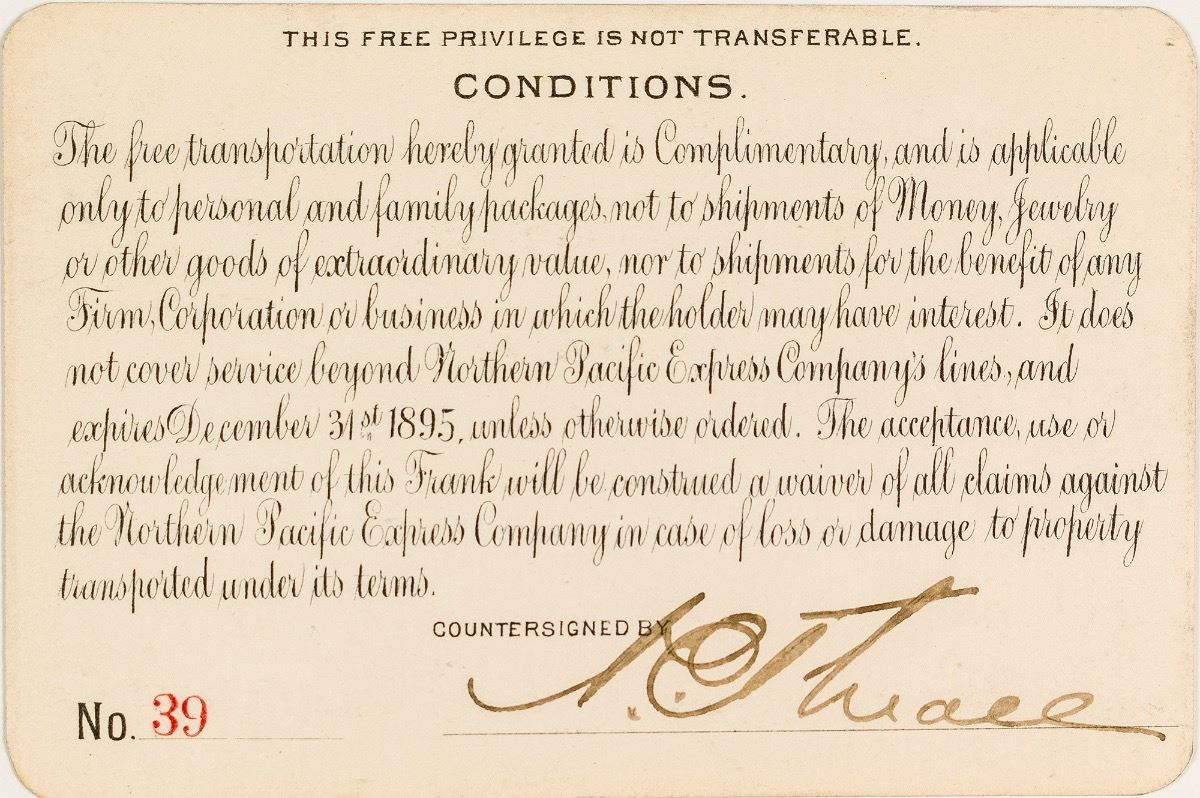 THIS FREE PRIVILEGE IS NOT TRANSFERABLE.
CONDITIONS.
The free transportation hereby granted is Complimentary, and is applicable
only to personal and family packages, not to shipments of Money, Jewelry
or other goods of extraordinary value, nor to shipments for the benefit of any
Firm, Corporation or business in which the holder may have interest. It does
not cover service beyond Northern Pacific Express Company's lines, and
expires December 31st 1895, unless otherwise ordered. The acceptance, use or
acknowledgement of this Frank will be construed a waiver of all claims against
the Northern Pacific Express Company in case of loss or damage to property
transported under its terms.
COUNTERSIGNED BY
No. 39